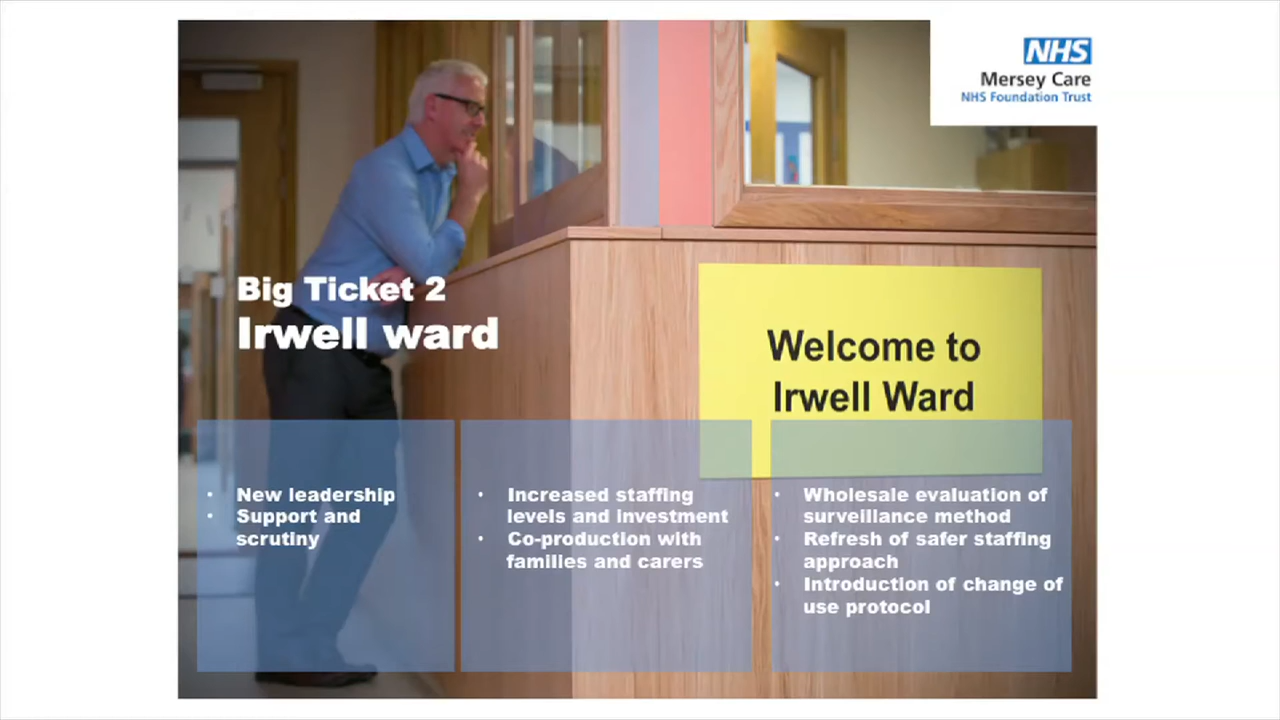 NHS
Mersey Care
NHS Foundation Trust
Big Ticket 2
Irwell ward
Welcome to
Irwell Ward
• New leadership
• Support and
scrutiny
• Increased staffing
levels and investment
• Co-production with
families and carers
• Wholesale evaluation of
surveillance method
• Refresh of safer staffing
approach
• Introduction of change of
use protocol